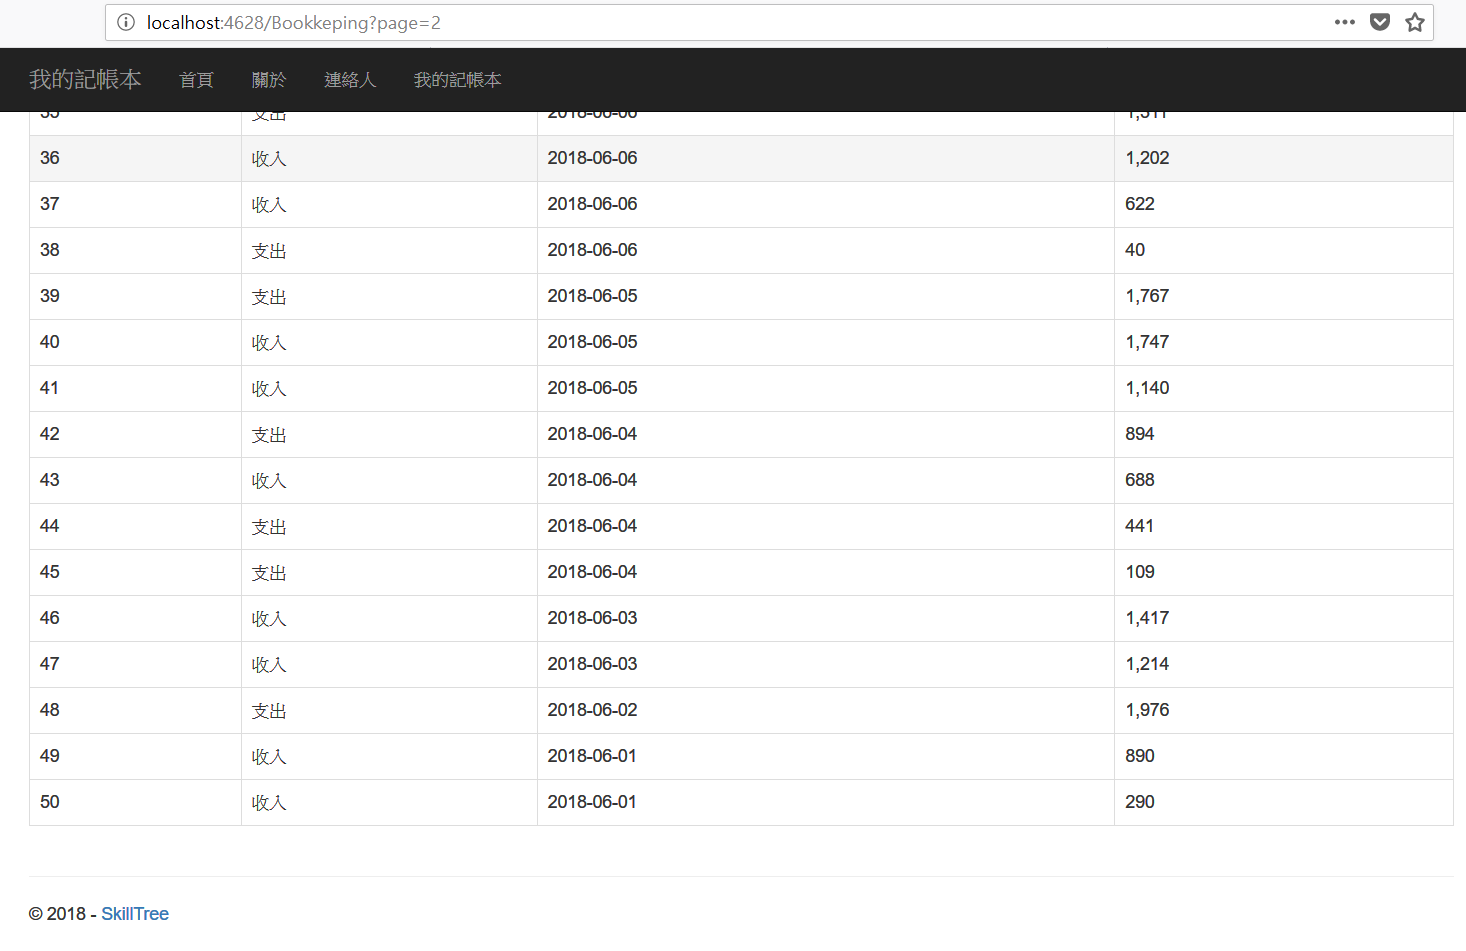 localhost:4628/Bookkeping?page=2
我的記帳本 首頁 關於 連絡人 我的記帳本
36 收入 2018-06-06 1,202
37 收入 2018-06-06 622
38 支出 2018-06-06 40
39 支出 2018-06-05 1,767
40 收入 2018-06-05 1,747
41 收入 2018-06-05 1,140
42 支出 2018-06-04 894
43 收入 2018-06-04 688
44 支出 2018-06-04 441
45 支出 2018-06-04 109
46 收入 2018-06-03 1,417
47 收入 2018-06-03 1,214
48 支出 2018-06-02 1,976
49 收入 2018-06-01 890
50 收入 2018-06-01 290
© 2018 - SkillTree